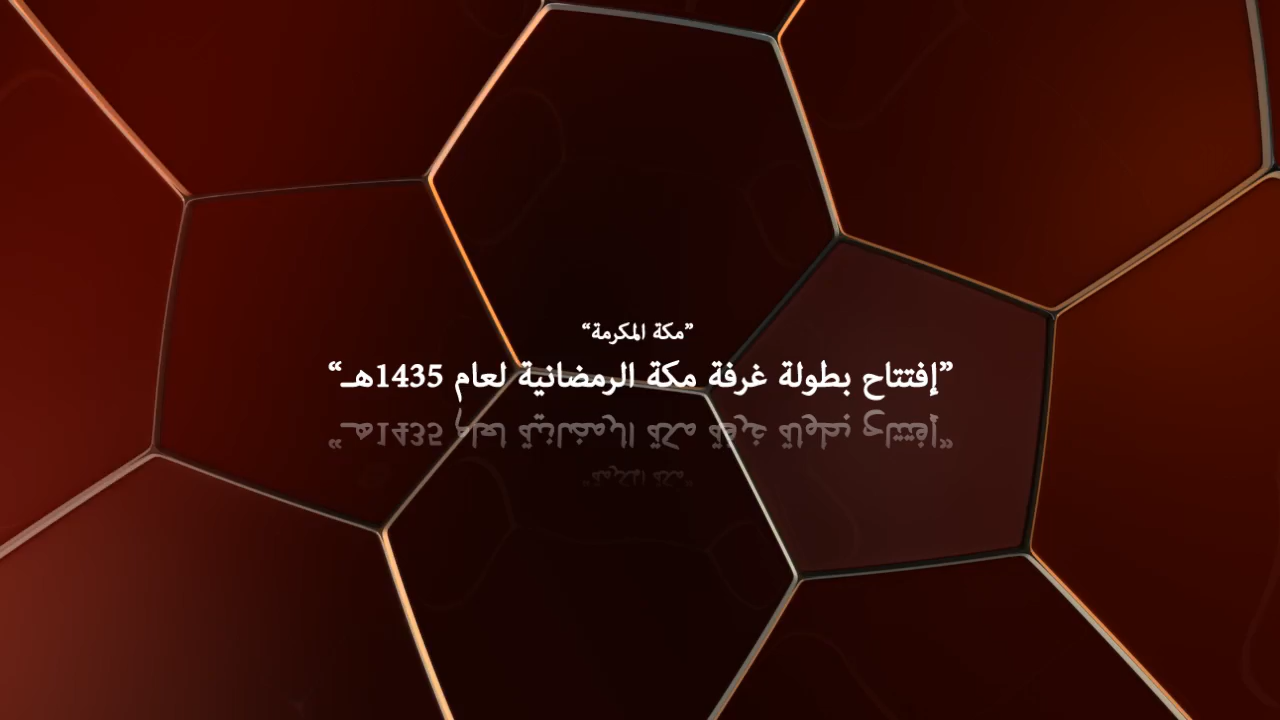 ”مكة المكرمة“
”إفتتاح بطولة غرفة مكة الرمضانية لعام 1435هـ“